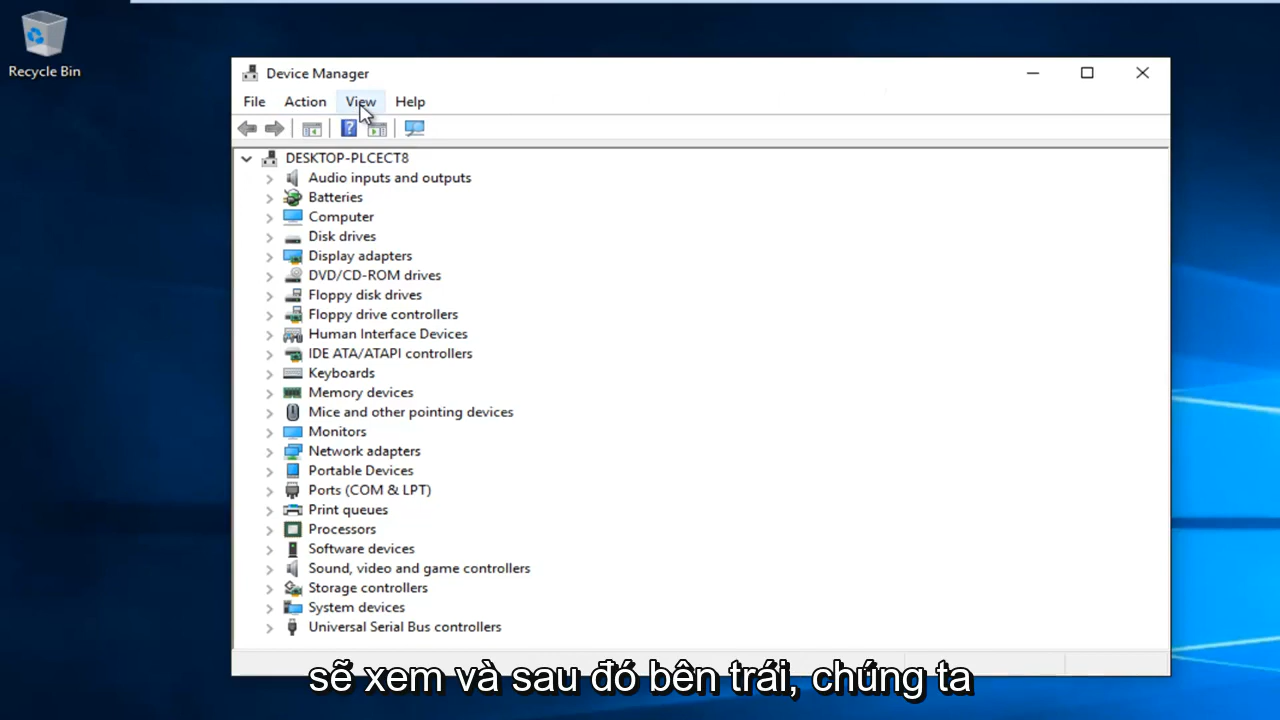 Recycle Bin
Device Manager
File Action View Help
DESKTOP-PLCECT8
Audio inputs and outputs
Batteries
Computer
Disk drives
Display adapters
DVD/CD-ROM drives
Floppy disk drives
Floppy drive controllers
Human Interface Devices
IDE ATA/ATAPI controllers
Keyboards
Memory devices
Mice and other pointing devices
Monitors
Network adapters
Portable Devices
Ports (COM & LPT)
Print queues
Processors
Software devices
Sound, video and game controllers
Storage controllers
System devices
Universal Serial Bus controllers
sẽ xem và sau đó bên trái, chúng ta